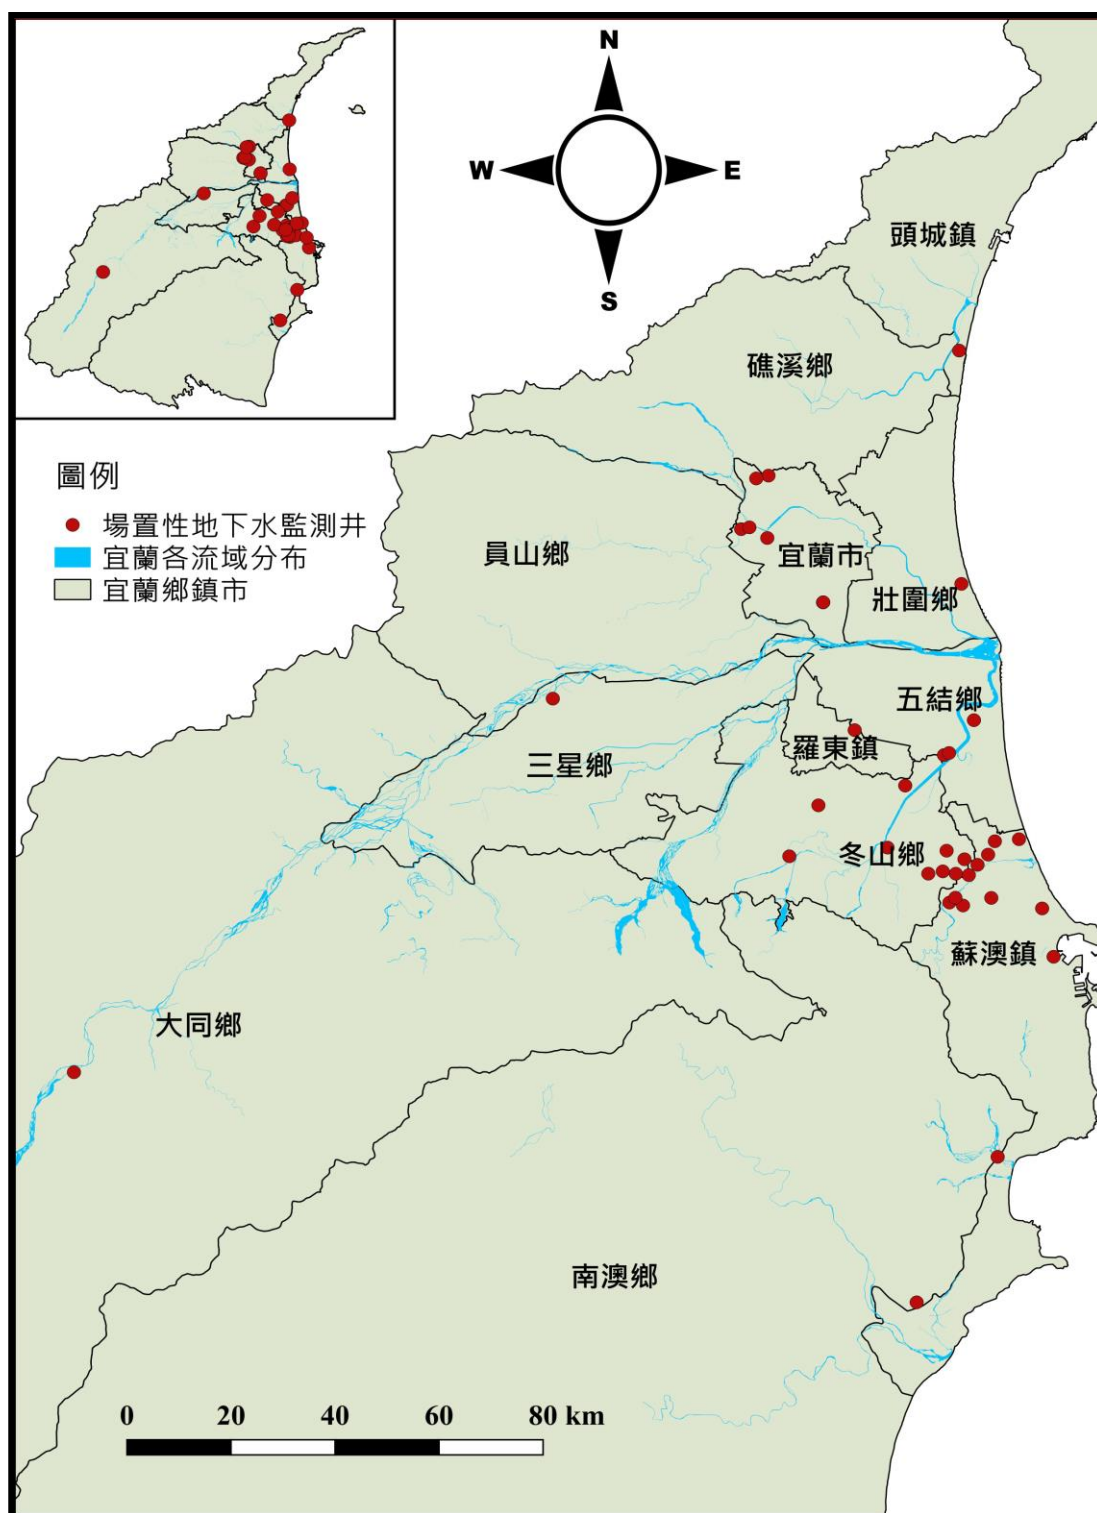 N
W
E
S
頭城鎮
礁溪鄉
圖例
場置性地下水監測井
宜蘭各流域分布
宜蘭鄉鎮市
員山鄉
宜蘭市
壯圍鄉
五結鄉
羅東鎮
三星鄉
冬山鄉
蘇澳鎮
大同鄉
南澳鄉
0 20 40 60 80 km